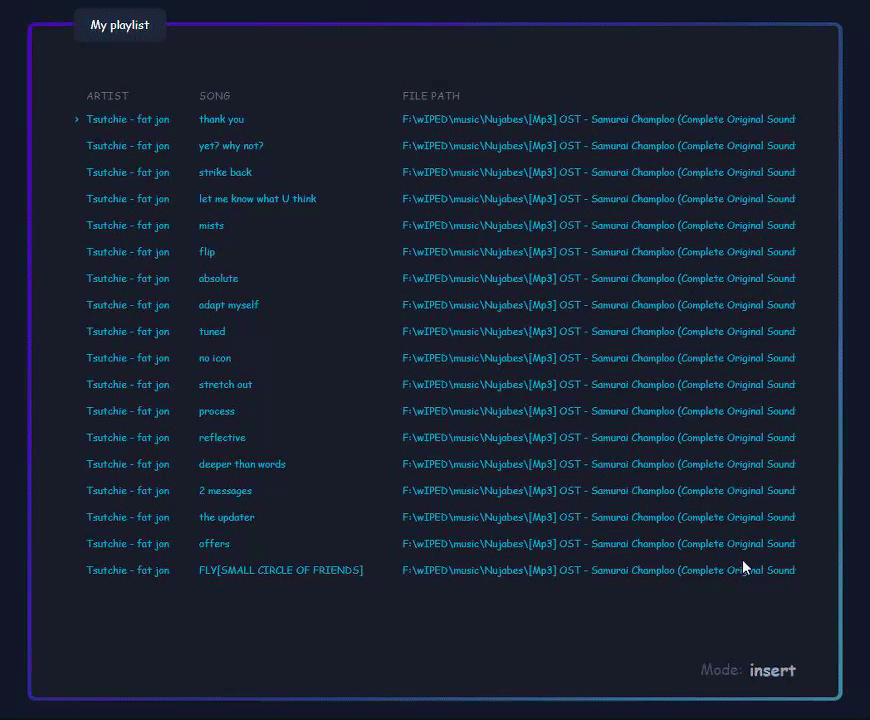 My playlist
ARTIST SONG FILE PATH
› Tsutchie - fat jon thank you F:\wIPED\music\Nujabes\[Mp3] OST - Samurai Champloo (Complete Original Sound
Tsutchie - fat jon yet? why not? F:\wIPED\music\Nujabes\[Mp3] OST - Samurai Champloo (Complete Original Sound
Tsutchie - fat jon strike back F:\wIPED\music\Nujabes\[Mp3] OST - Samurai Champloo (Complete Original Sound
Tsutchie - fat jon let me know what U think F:\wIPED\music\Nujabes\[Mp3] OST - Samurai Champloo (Complete Original Sound
Tsutchie - fat jon mists F:\wIPED\music\Nujabes\[Mp3] OST - Samurai Champloo (Complete Original Sound
Tsutchie - fat jon flip F:\wIPED\music\Nujabes\[Mp3] OST - Samurai Champloo (Complete Original Sound
Tsutchie - fat jon absolute F:\wIPED\music\Nujabes\[Mp3] OST - Samurai Champloo (Complete Original Sound
Tsutchie - fat jon adapt myself F:\wIPED\music\Nujabes\[Mp3] OST - Samurai Champloo (Complete Original Sound
Tsutchie - fat jon tuned F:\wIPED\music\Nujabes\[Mp3] OST - Samurai Champloo (Complete Original Sound
Tsutchie - fat jon no icon F:\wIPED\music\Nujabes\[Mp3] OST - Samurai Champloo (Complete Original Sound
Tsutchie - fat jon stretch out F:\wIPED\music\Nujabes\[Mp3] OST - Samurai Champloo (Complete Original Sound
Tsutchie - fat jon process F:\wIPED\music\Nujabes\[Mp3] OST - Samurai Champloo (Complete Original Sound
Tsutchie - fat jon reflective F:\wIPED\music\Nujabes\[Mp3] OST - Samurai Champloo (Complete Original Sound
Tsutchie - fat jon deeper than words F:\wIPED\music\Nujabes\[Mp3] OST - Samurai Champloo (Complete Original Sound
Tsutchie - fat jon 2 messages F:\wIPED\music\Nujabes\[Mp3] OST - Samurai Champloo (Complete Original Sound
Tsutchie - fat jon the updater F:\wIPED\music\Nujabes\[Mp3] OST - Samurai Champloo (Complete Original Sound
Tsutchie - fat jon offers F:\wIPED\music\Nujabes\[Mp3] OST - Samurai Champloo (Complete Original Sound
Tsutchie - fat jon FLY[SMALL CIRCLE OF FRIENDS] F:\wIPED\music\Nujabes\[Mp3] OST - Samurai Champloo (Complete Original Sound
Mode: insert